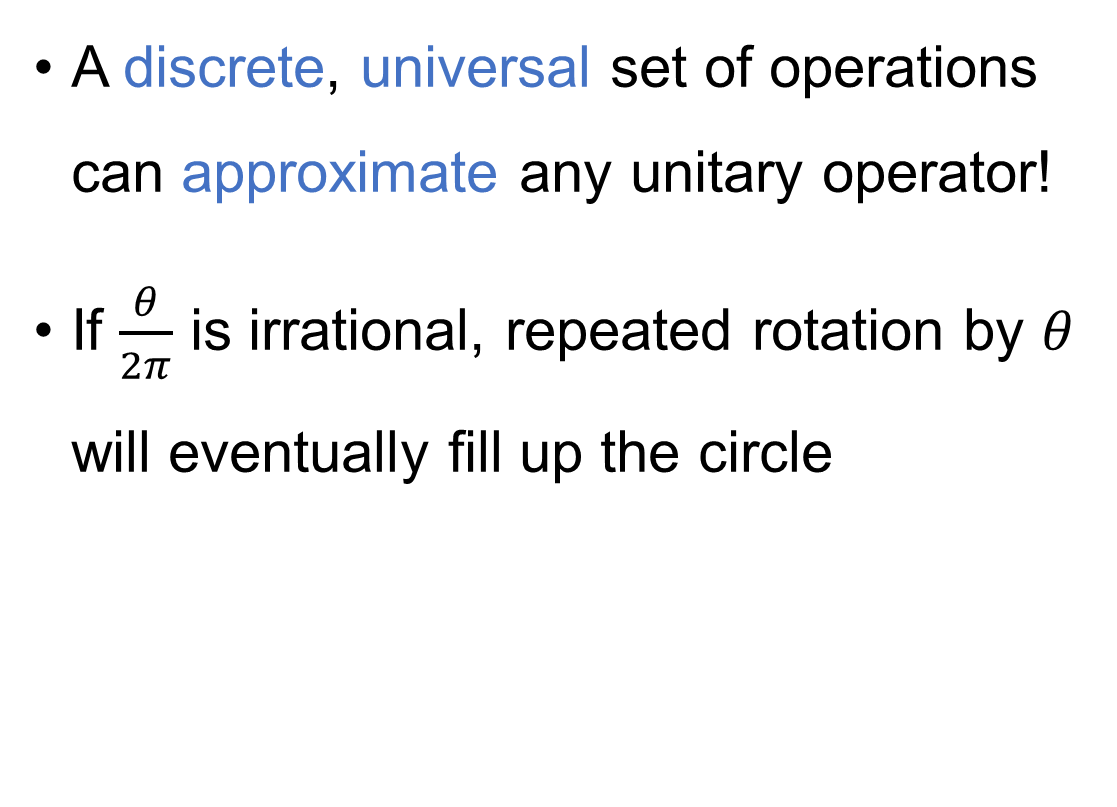 • A discrete, universal set of operations
can approximate any unitary operator!
• If θ/2π is irrational, repeated rotation by θ
will eventually fill up the circle